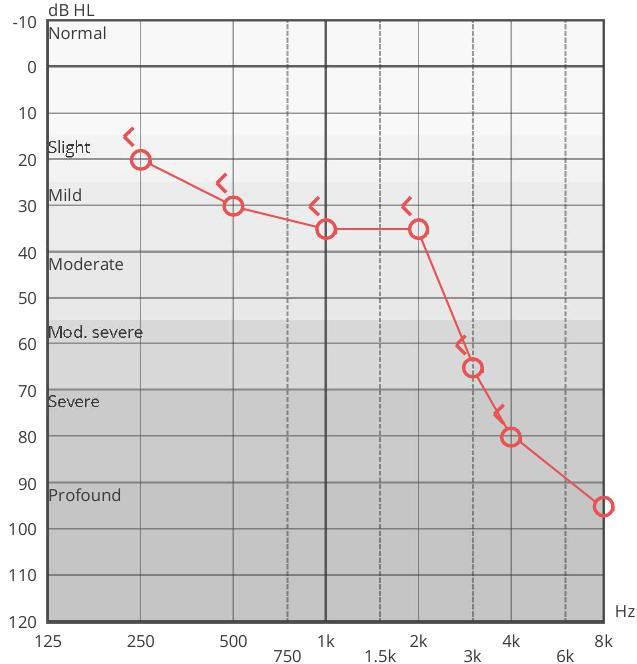 dB HL
-10
Normal
0
10
Slight
20
Mild
30
40
Moderate
50
Mod. severe
60
70
Severe
80
90
Profound
100
110
120
Hz
125 250 500 1k 2k 4k 8k
750 1.5k 3k 6k